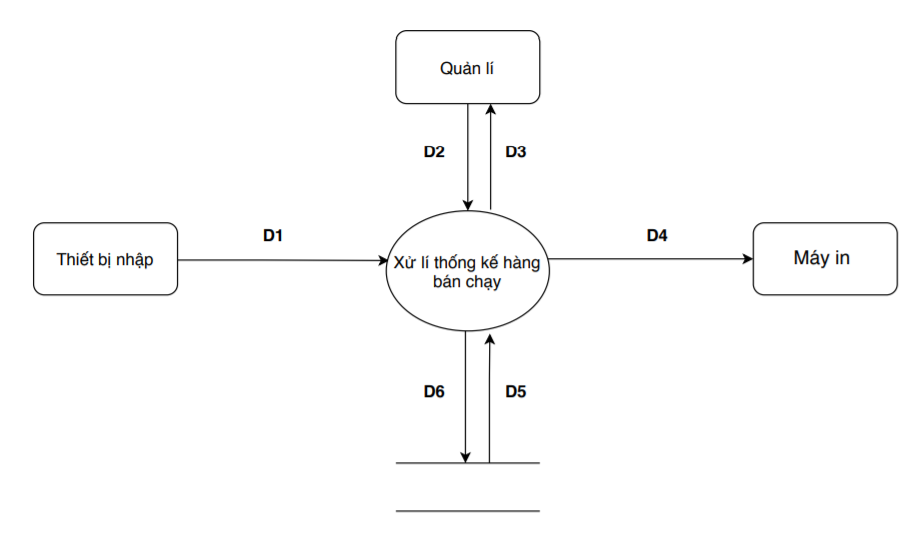 Quản lí
D2
D3
Thiết bị nhập
D1
Xử lí thống kế hàng
bán chạy
D4
Máy in
D6
D5